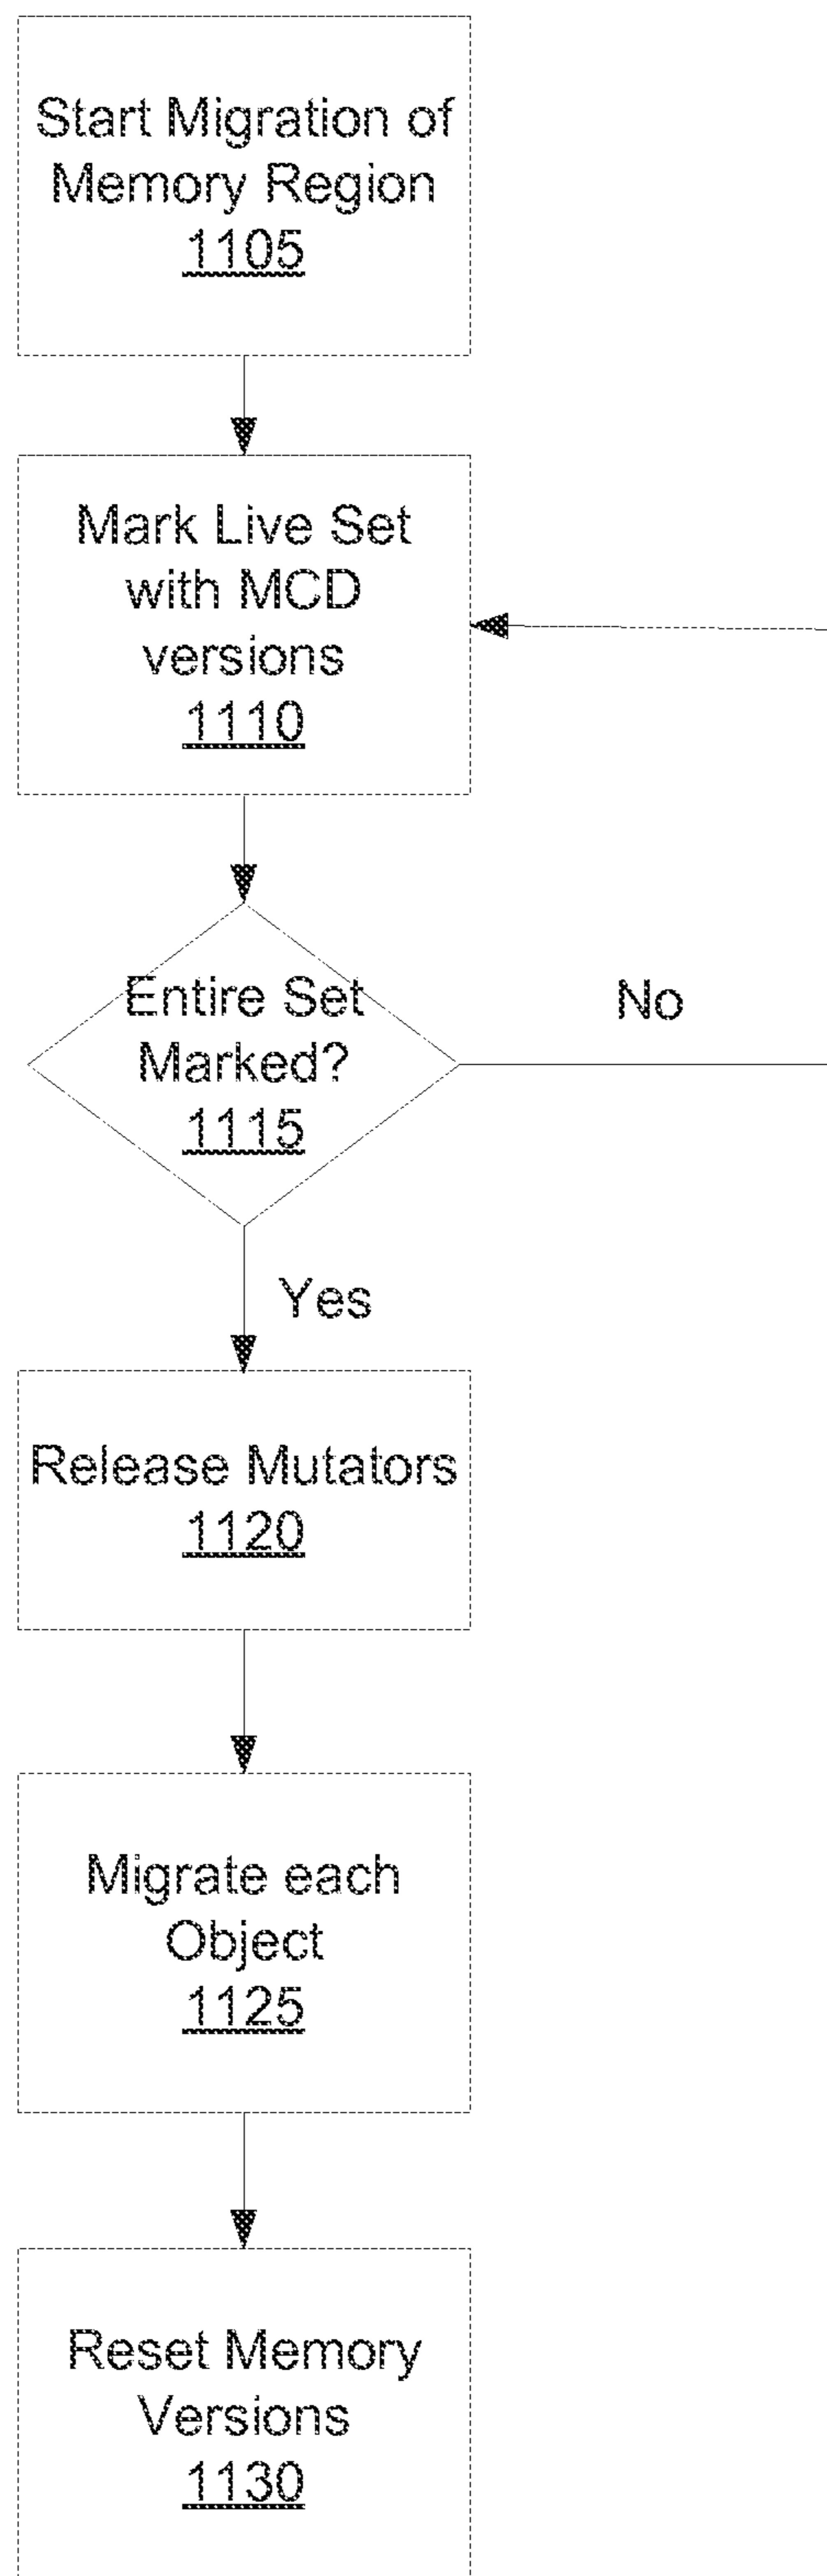 Start Migration of
Memory Region
1105
Mark Live Set
with MCD
versions
1110
Entire Set
Marked?
1115
No
Yes
Release Mutators
1120
Migrate each
Object
1125
Reset Memory
Versions
1130